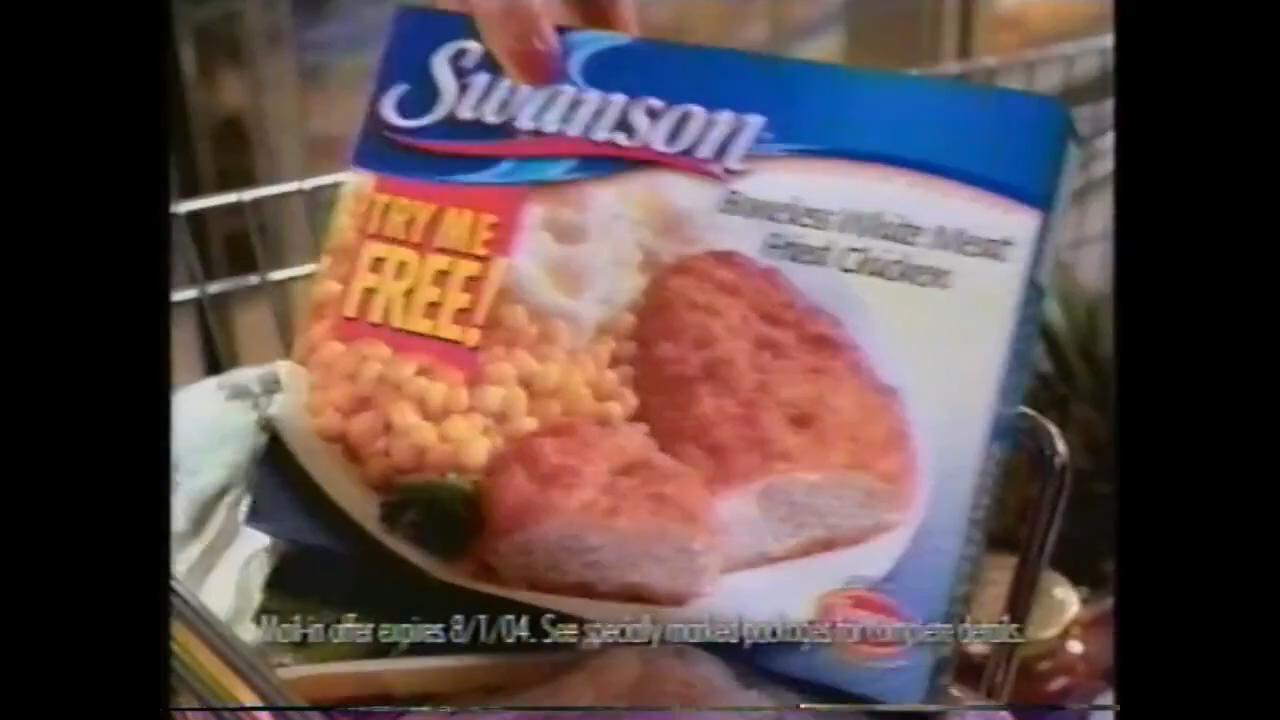 Swanson
TRY ME
FREE!
Boneless White Meat
Fried Chicken
Mail-in offer expires 8/1/04. See specially marked packages for complete details.